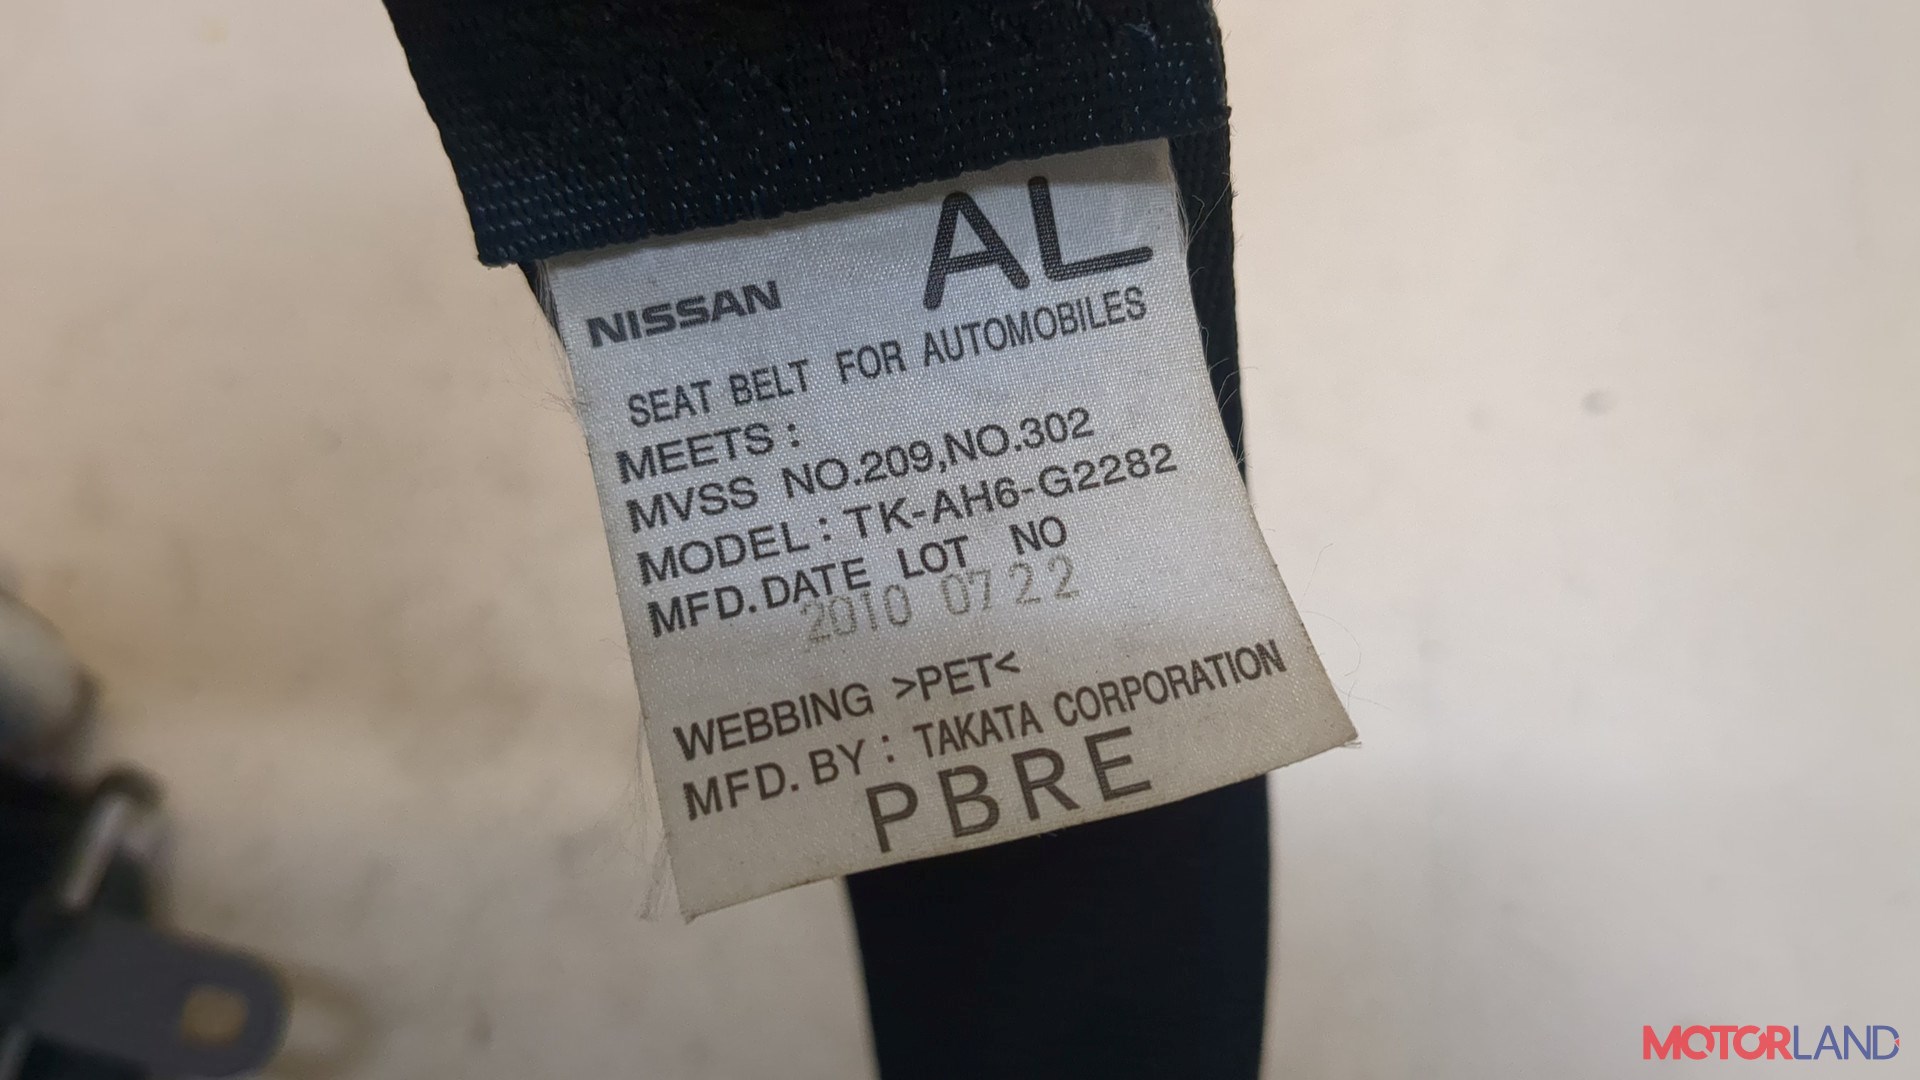 AL
NISSAN
SEAT BELT FOR AUTOMOBILES
MEETS :
MVSS NO.209,NO.302
MODEL : TK-AH6-G2282
MFD.DATE LOT NO
2010 07 22
WEBBING >PET<
MFD. BY : TAKATA CORPORATION
PBRE
MOTORLAND